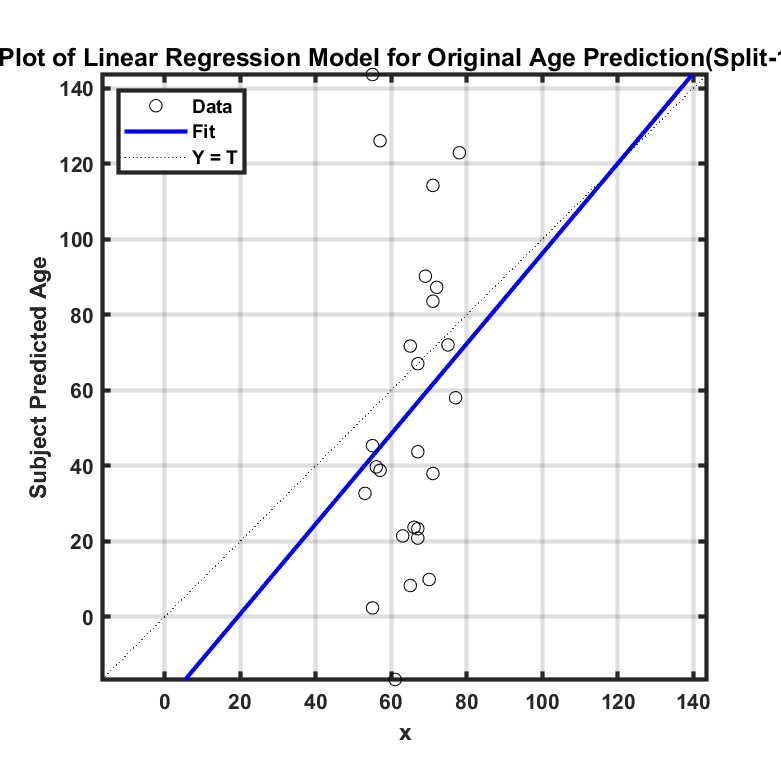 Plot of Linear Regression Model for Original Age Prediction(Split-1
Data
Fit
Y = T
140
120
100
80
60
40
20
0
Subject Predicted Age
0 20 40 60 80 100 120 140
x